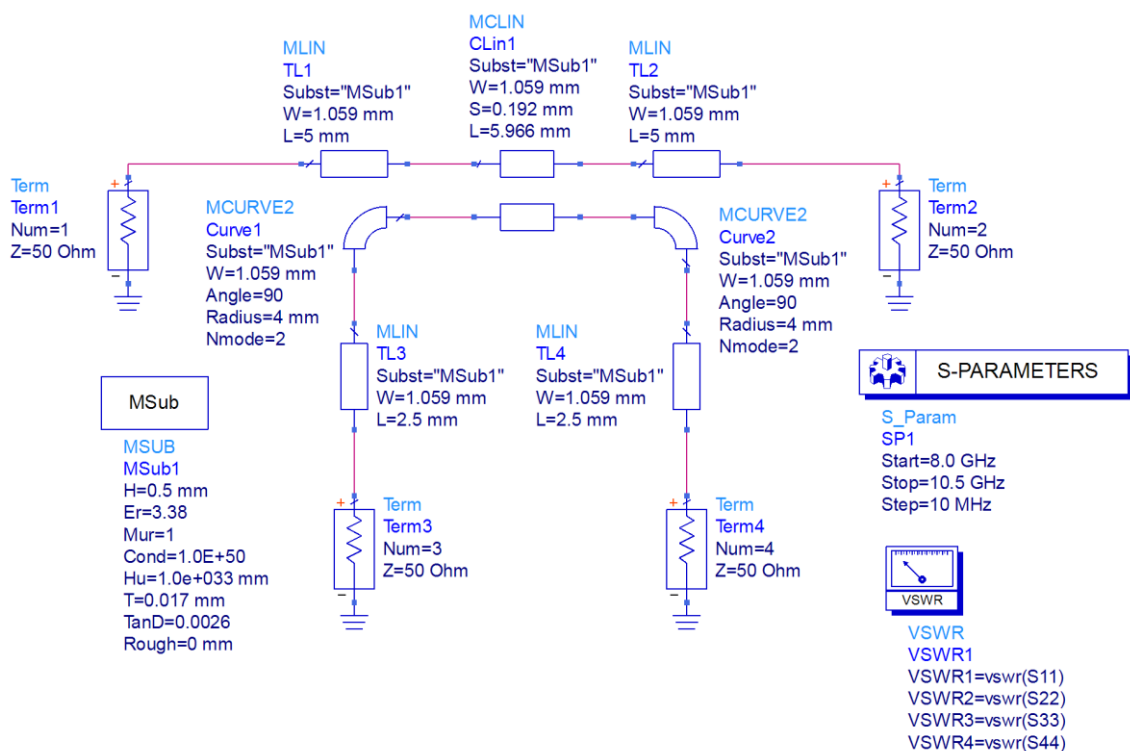 MLIN
TL1
Subst="MSub1"
W=1.059 mm
L=5 mm
MCLIN
CLin1
Subst="MSub1"
W=1.059 mm
S=0.192 mm
L=5.966 mm
MLIN
TL2
Subst="MSub1"
W=1.059 mm
L=5 mm
+
Term
Term1
Num=1
Z=50 Ohm
−
MCURVE2
Curve1
Subst="MSub1"
W=1.059 mm
Angle=90
Radius=4 mm
Nmode=2
MCURVE2
Curve2
Subst="MSub1"
W=1.059 mm
Angle=90
Radius=4 mm
Nmode=2
+
Term
Term2
Num=2
Z=50 Ohm
−
MLIN
TL3
Subst="MSub1"
W=1.059 mm
L=2.5 mm
MLIN
TL4
Subst="MSub1"
W=1.059 mm
L=2.5 mm
MSub
MSUB
MSub1
H=0.5 mm
Er=3.38
Mur=1
Cond=1.0E+50
Hu=1.0e+033 mm
T=0.017 mm
TanD=0.0026
Rough=0 mm
+
Term
Term3
Num=3
Z=50 Ohm
−
+
Term
Term4
Num=4
Z=50 Ohm
−
S-PARAMETERS
S_Param
SP1
Start=8.0 GHz
Stop=10.5 GHz
Step=10 MHz
VSWR
VSWR
VSWR1
VSWR1=vswr(S11)
VSWR2=vswr(S22)
VSWR3=vswr(S33)
VSWR4=vswr(S44)